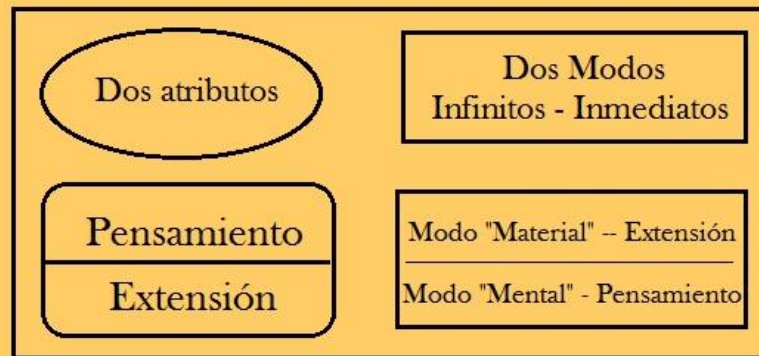 Dos atributos
Dos Modos
Infinitos - Inmediatos
Pensamiento
Extensión
Modo "Material" -- Extensión
Modo "Mental" - Pensamiento